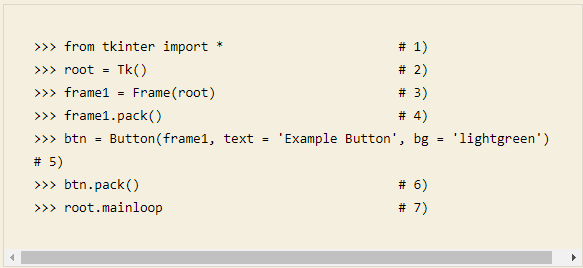 >>> from tkinter import * # 1)
>>> root = Tk() # 2)
>>> frame1 = Frame(root) # 3)
>>> frame1.pack() # 4)
>>> btn = Button(frame1, text = 'Example Button', bg = 'lightgreen')
# 5)
>>> btn.pack() # 6)
>>> root.mainloop # 7)